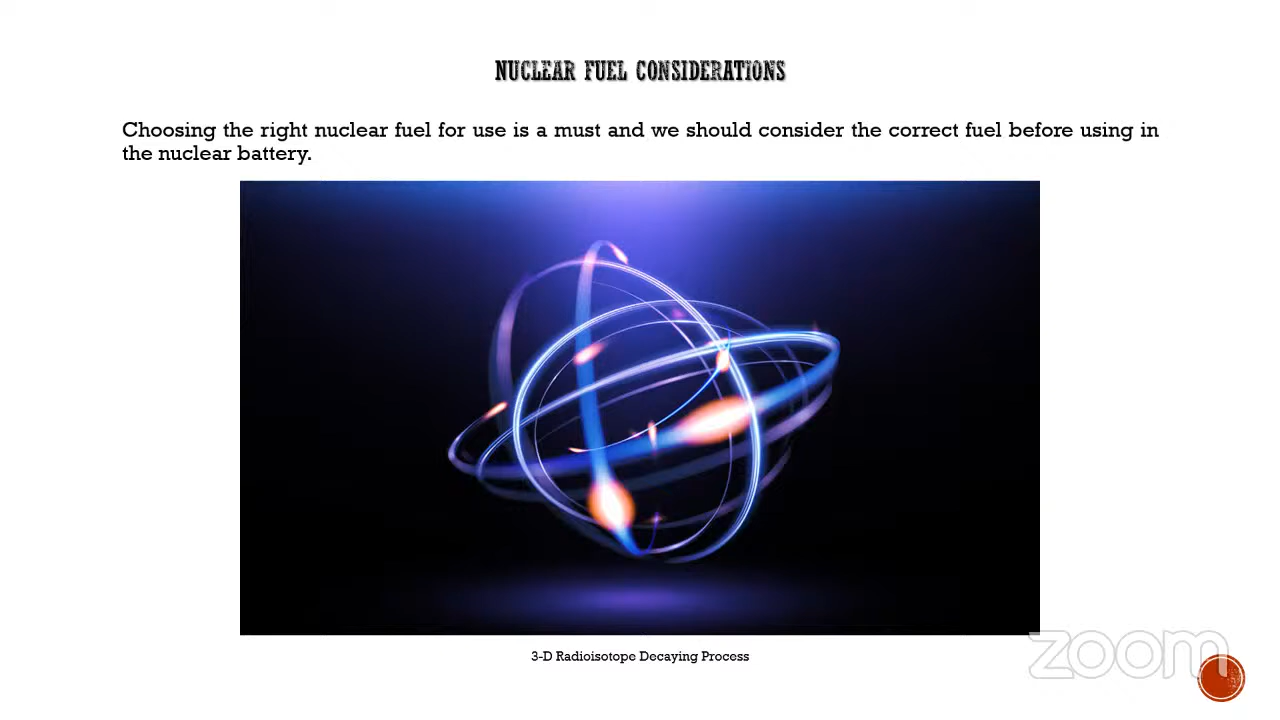 NUCLEAR FUEL CONSIDERATIONS
Choosing the right nuclear fuel for use is a must and we should consider the correct fuel before using in
the nuclear battery.
3-D Radioisotope Decaying Process
zoom